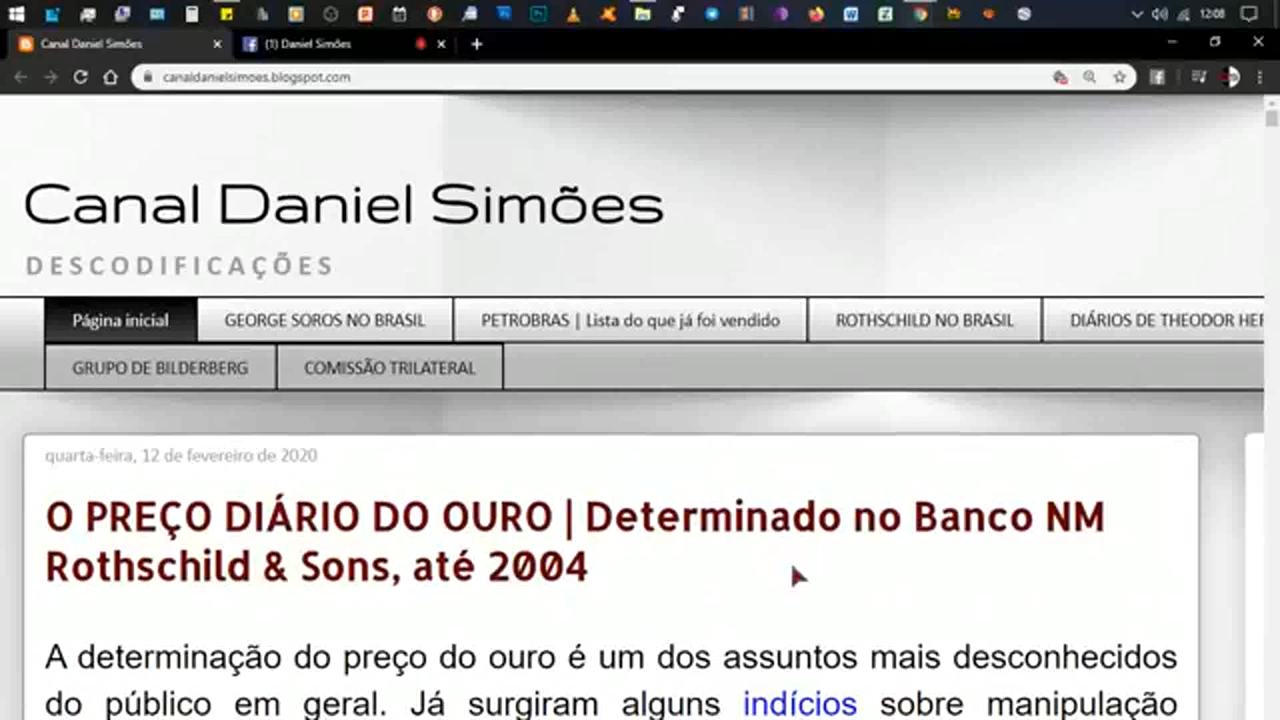 12:08
Canal Daniel Simões
(1) Daniel Simões
canaldanielsimoes.blogspot.com
Canal Daniel Simões
DESCODIFICAÇÕES
Página inicial GEORGE SOROS NO BRASIL PETROBRAS | Lista do que já foi vendido ROTHSCHILD NO BRASIL DIÁRIOS DE THEODOR HER
GRUPO DE BILDERBERG COMISSÃO TRILATERAL
quarta-feira, 12 de fevereiro de 2020
O PREÇO DIÁRIO DO OURO | Determinado no Banco NM
Rothschild & Sons, até 2004
A determinação do preço do ouro é um dos assuntos mais desconhecidos
do público em geral. Já surgiram alguns indícios sobre manipulação